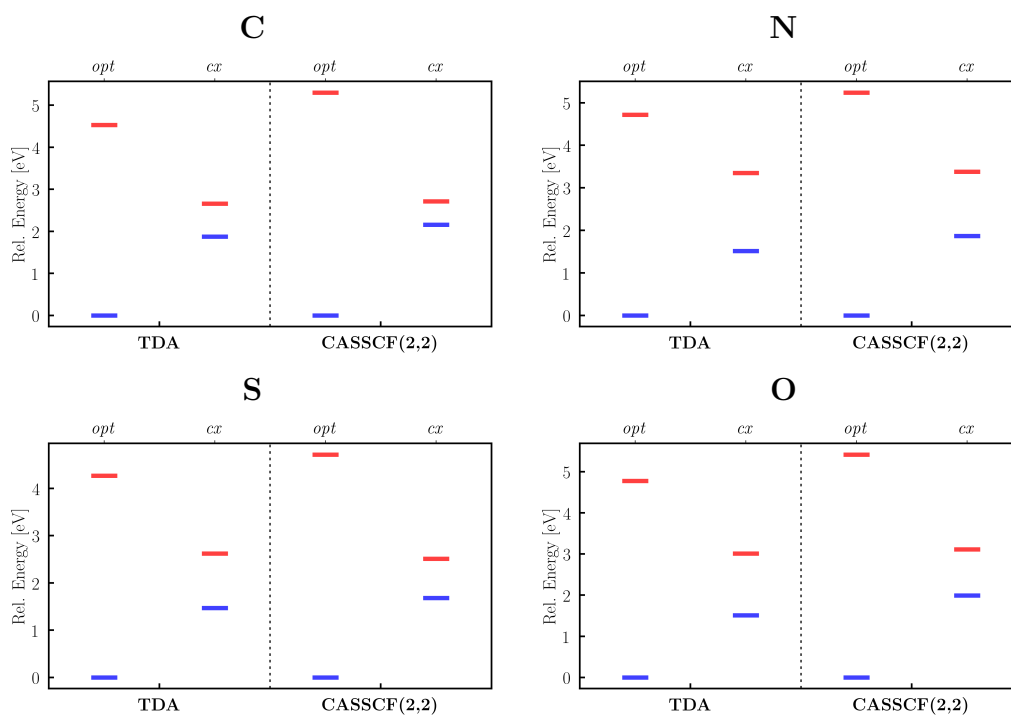 C
opt cx opt cx
5
4
3
2
1
0
Rel. Energy [eV]
TDA CASSCF(2,2)
N
opt cx opt cx
5
4
3
2
1
0
Rel. Energy [eV]
TDA CASSCF(2,2)
S
opt cx opt cx
4
3
2
1
0
Rel. Energy [eV]
TDA CASSCF(2,2)
O
opt cx opt cx
5
4
3
2
1
0
Rel. Energy [eV]
TDA CASSCF(2,2)